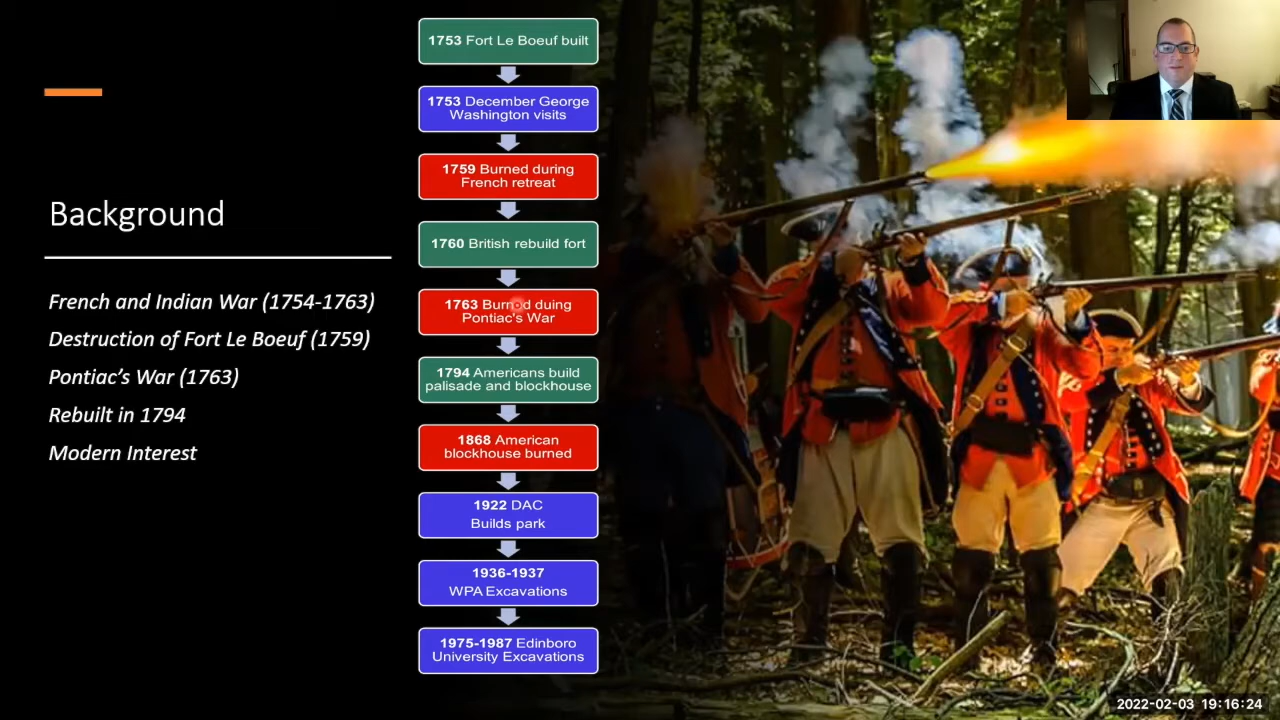 Background
French and Indian War (1754-1763)
Destruction of Fort Le Boeuf (1759)
Pontiac's War (1763)
Rebuilt in 1794
Modern Interest
1753 Fort Le Boeuf built
1753 December George
Washington visits
1759 Burned during
French retreat
1760 British rebuild fort
1763 Burned duing
Pontiac's War
1794 Americans build
palisade and blockhouse
1868 American
blockhouse burned
1922 DAC
Builds park
1936-1937
WPA Excavations
1975-1987 Edinboro
University Excavations
2022-02-03 19:16:24